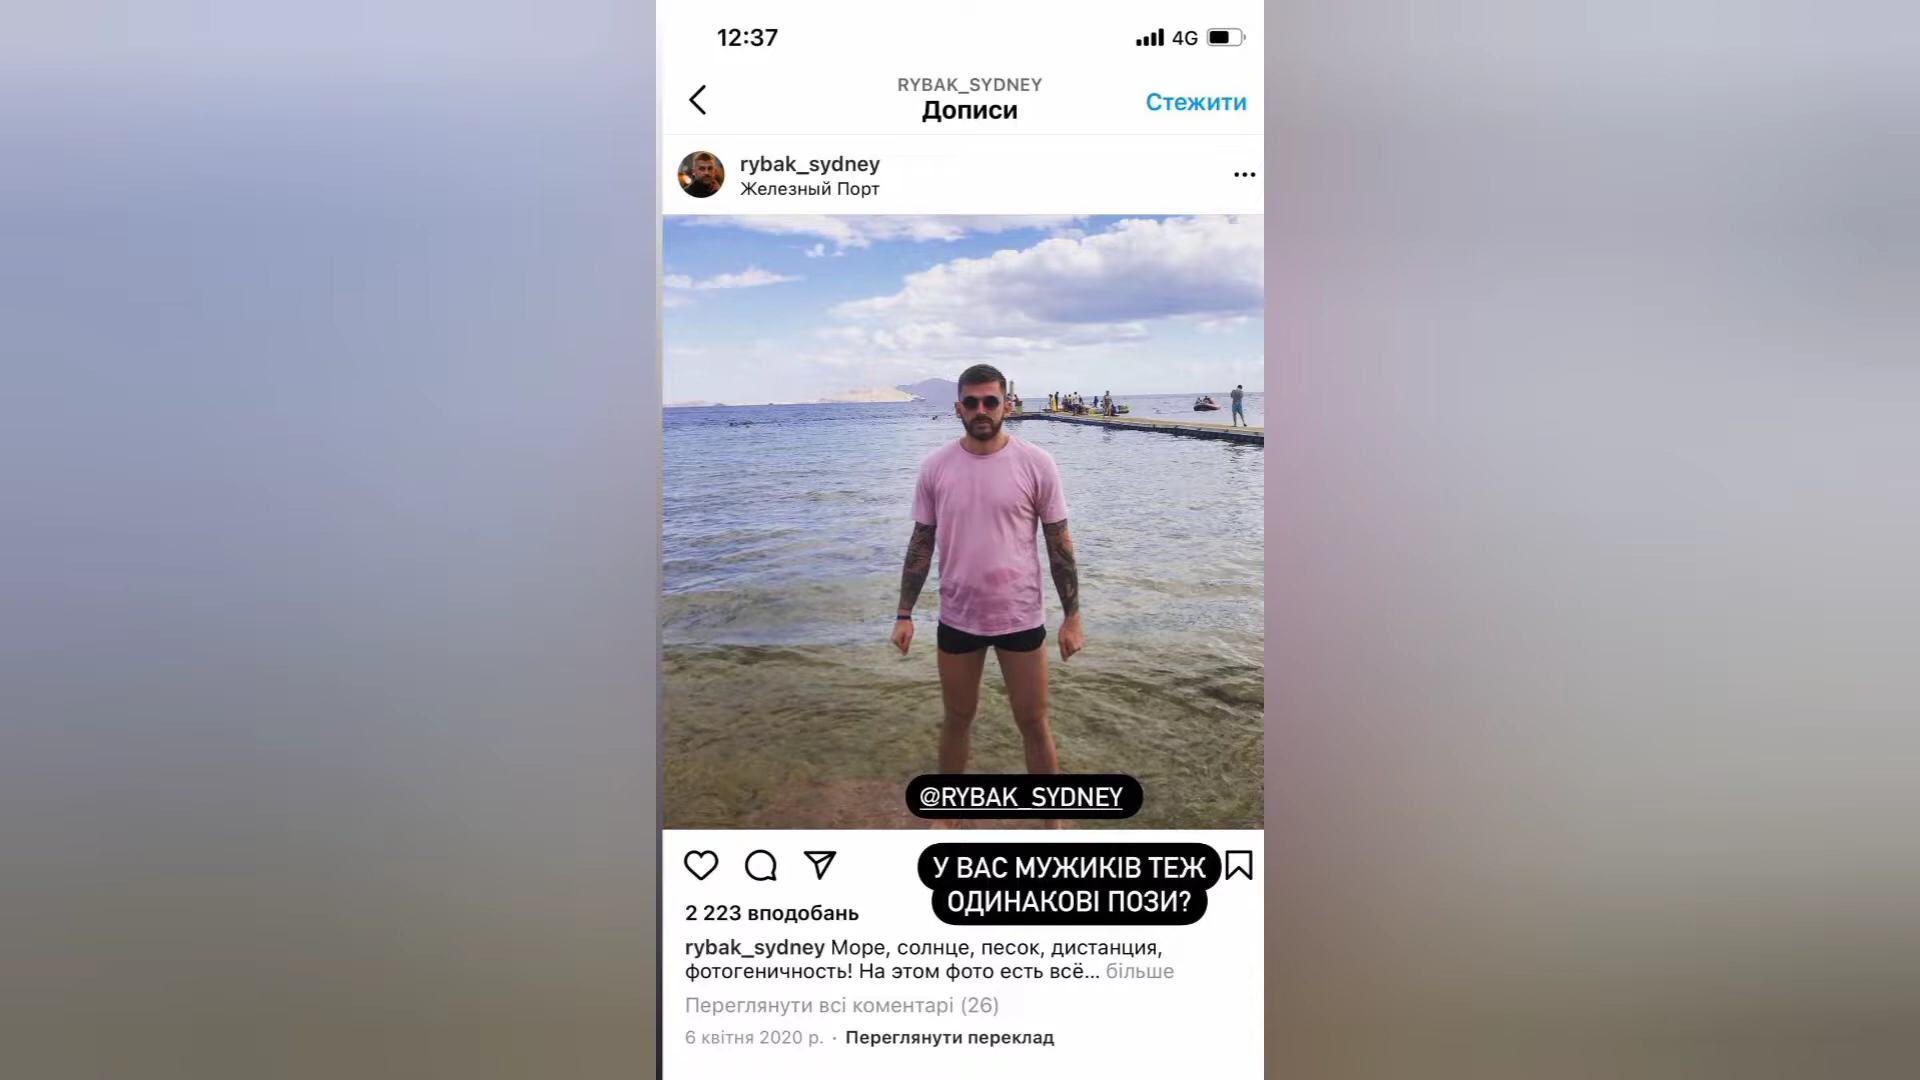 12:37
4G
RYBAK_SYDNEY
Дописи
Стежити
rybak_sydney
Железный Порт
@RYBAK_SYDNEY
У ВАС МУЖИКІВ ТЕЖ
ОДИНАКОВІ ПОЗИ?
2 223 вподобань
rybak_sydney Море, солнце, песок, дистанция,
фотогеничность! На этом фото есть всё... більше
Переглянути всі коментарі (26)
6 квітня 2020 р. · Переглянути переклад